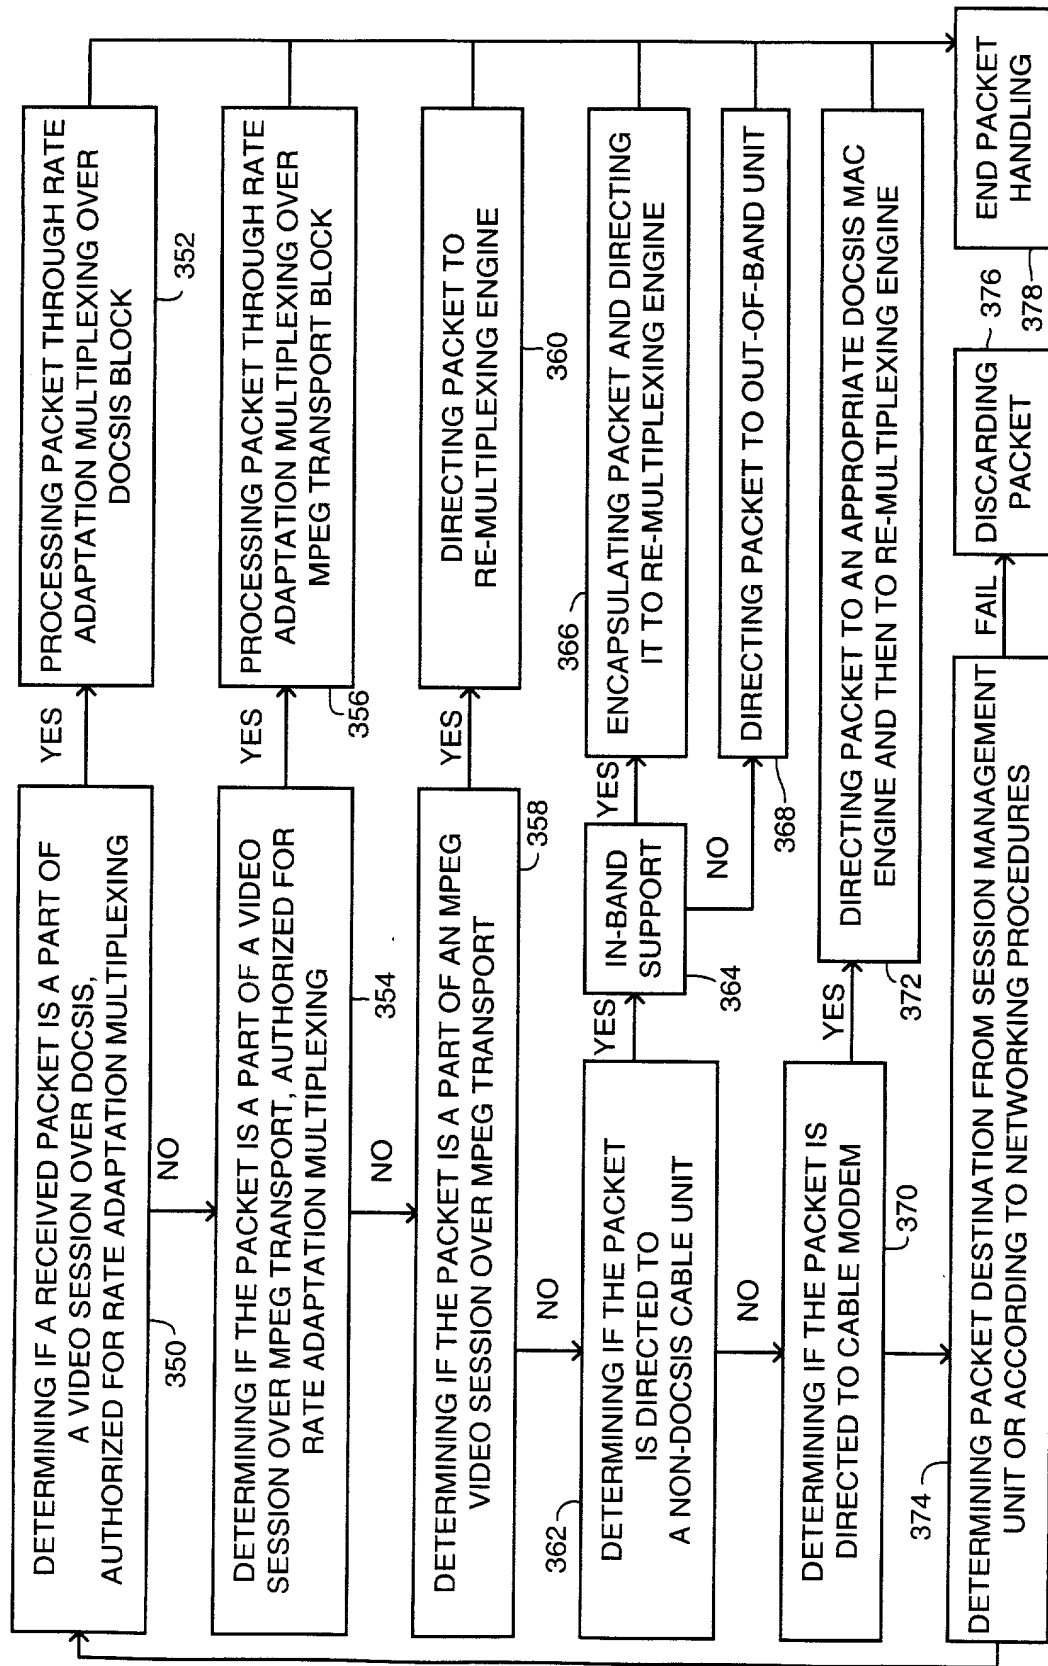 DETERMINING IF A RECEIVED PACKET IS A PART OF
A VIDEO SESSION OVER DOCSIS,
AUTHORIZED FOR RATE ADAPTATION MULTIPLEXING
350
YES
NO
PROCESSING PACKET THROUGH RATE
ADAPTATION MULTIPLEXING OVER
DOCSIS BLOCK
352
DETERMINING IF THE PACKET IS A PART OF A VIDEO
SESSION OVER MPEG TRANSPORT, AUTHORIZED FOR
RATE ADAPTATION MULTIPLEXING
354
YES
NO
PROCESSING PACKET THROUGH RATE
ADAPTATION MULTIPLEXING OVER
MPEG TRANSPORT BLOCK
356
DETERMINING IF THE PACKET IS A PART OF AN MPEG
VIDEO SESSION OVER MPEG TRANSPORT
358
YES
NO
DIRECTING PACKET TO
RE-MULTIPLEXING ENGINE
360
362
DETERMINING IF THE PACKET
IS DIRECTED TO
A NON-DOCSIS CABLE UNIT
YES
NO
IN-BAND
SUPPORT
364
YES
NO
366
ENCAPSULATING PACKET AND DIRECTING
IT TO RE-MULTIPLEXING ENGINE
DIRECTING PACKET TO OUT-OF-BAND UNIT
368
DETERMINING IF THE PACKET IS
DIRECTED TO CABLE MODEM
370
YES
DIRECTING PACKET TO AN APPROPRIATE DOCSIS MAC
ENGINE AND THEN TO RE-MULTIPLEXING ENGINE
372
374
DETERMINING PACKET DESTINATION FROM SESSION MANAGEMENT
UNIT OR ACCORDING TO NETWORKING PROCEDURES
FAIL
DISCARDING
PACKET
376
END PACKET
HANDLING
378